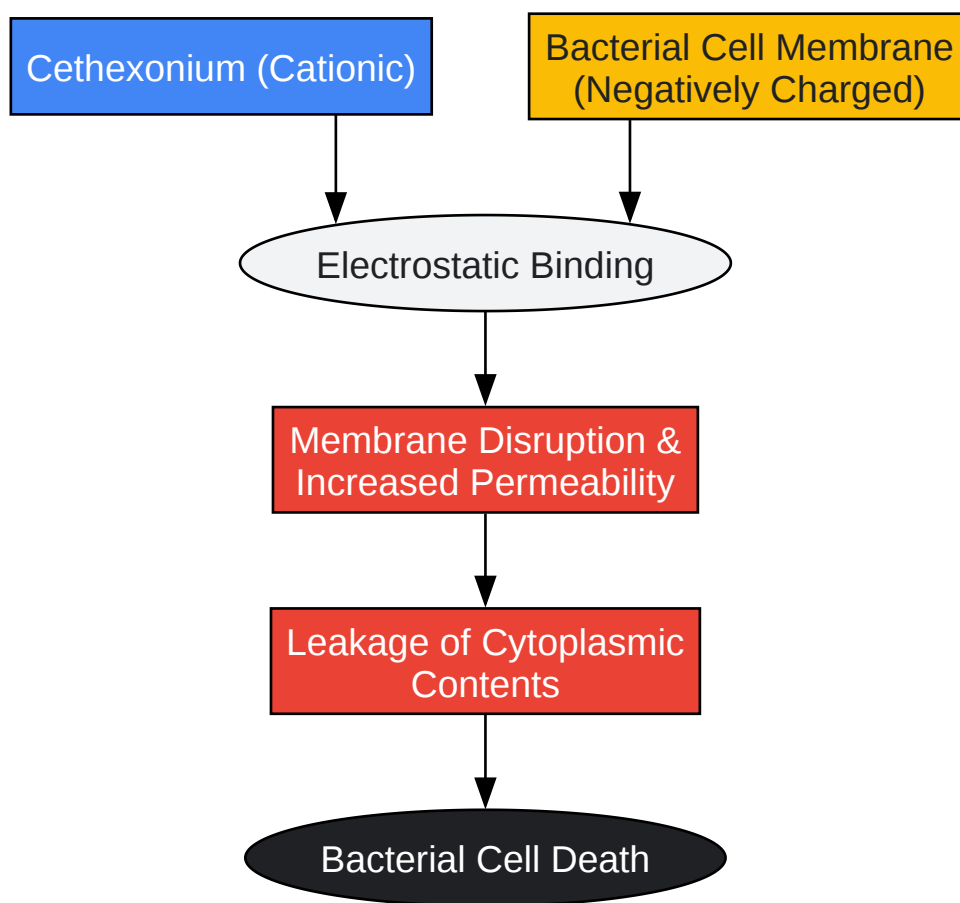 Cethexonium (Cationic)
Bacterial Cell Membrane
(Negatively Charged)
Electrostatic Binding
Membrane Disruption &
Increased Permeability
Leakage of Cytoplasmic
Contents
Bacterial Cell Death